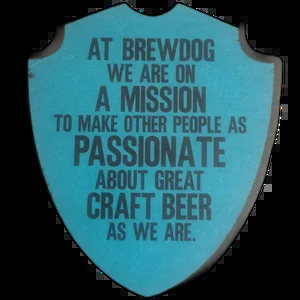 AT BREWDOG
WE ARE ON
A MISSION
TO MAKE OTHER PEOPLE AS
PASSIONATE
ABOUT GREAT
CRAFT BEER
AS WE ARE.